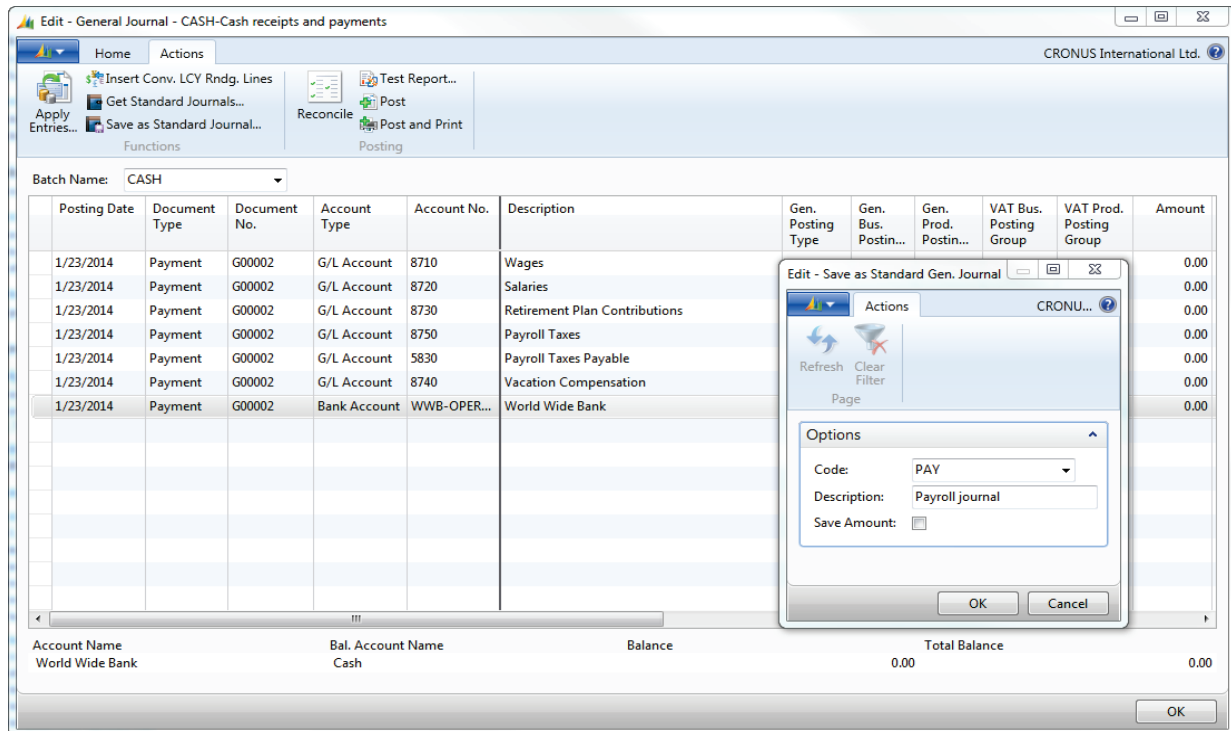 Edit - General Journal - CASH-Cash receipts and payments
Home Actions CRONUS International Ltd.
Apply Entries...
Insert Conv. LCY Rndg. Lines
Get Standard Journals...
Save as Standard Journal...
Functions
Reconcile
Test Report...
Post
Post and Print
Posting
Batch Name: CASH
Posting Date Document Type Document No. Account Type Account No. Description Gen. Posting Type Gen. Bus. Postin... Gen. Prod. Postin... VAT Bus. Posting Group VAT Prod. Posting Group Amount
1/23/2014 Payment G00002 G/L Account 8710 Wages 0.00
1/23/2014 Payment G00002 G/L Account 8720 Salaries 0.00
1/23/2014 Payment G00002 G/L Account 8730 Retirement Plan Contributions 0.00
1/23/2014 Payment G00002 G/L Account 8750 Payroll Taxes 0.00
1/23/2014 Payment G00002 G/L Account 5830 Payroll Taxes Payable 0.00
1/23/2014 Payment G00002 G/L Account 8740 Vacation Compensation 0.00
1/23/2014 Payment G00002 Bank Account WWB-OPER... World Wide Bank 0.00
Edit - Save as Standard Gen. Journal
Actions CRONU...
Refresh Clear Filter
Page
Options
Code: PAY
Description: Payroll journal
Save Amount:
OK Cancel
Account Name Bal. Account Name Balance Total Balance
World Wide Bank Cash 0.00 0.00
OK